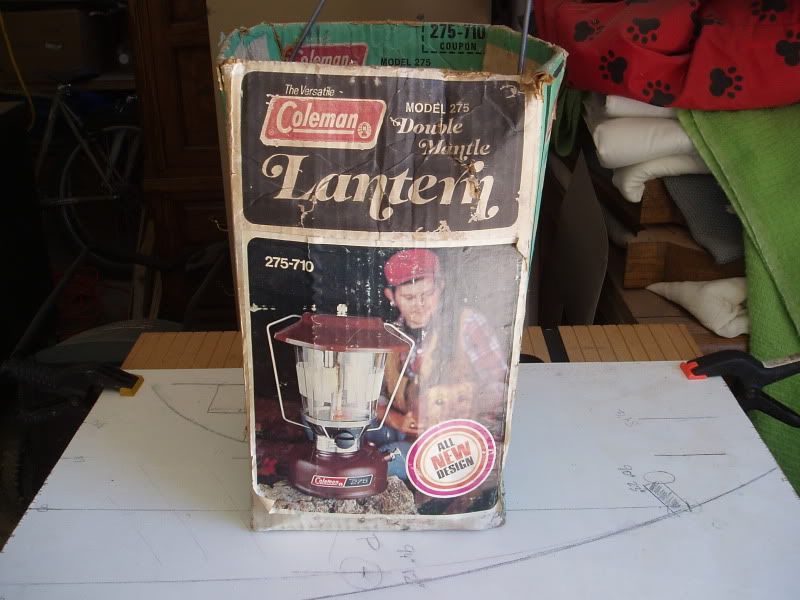 275-710
COUPON
Coleman
MODEL 275
The Versatile
Coleman
MODEL 275
Double
Mantle
Lantern
275-710
ALL
NEW
DESIGN
Coleman 275